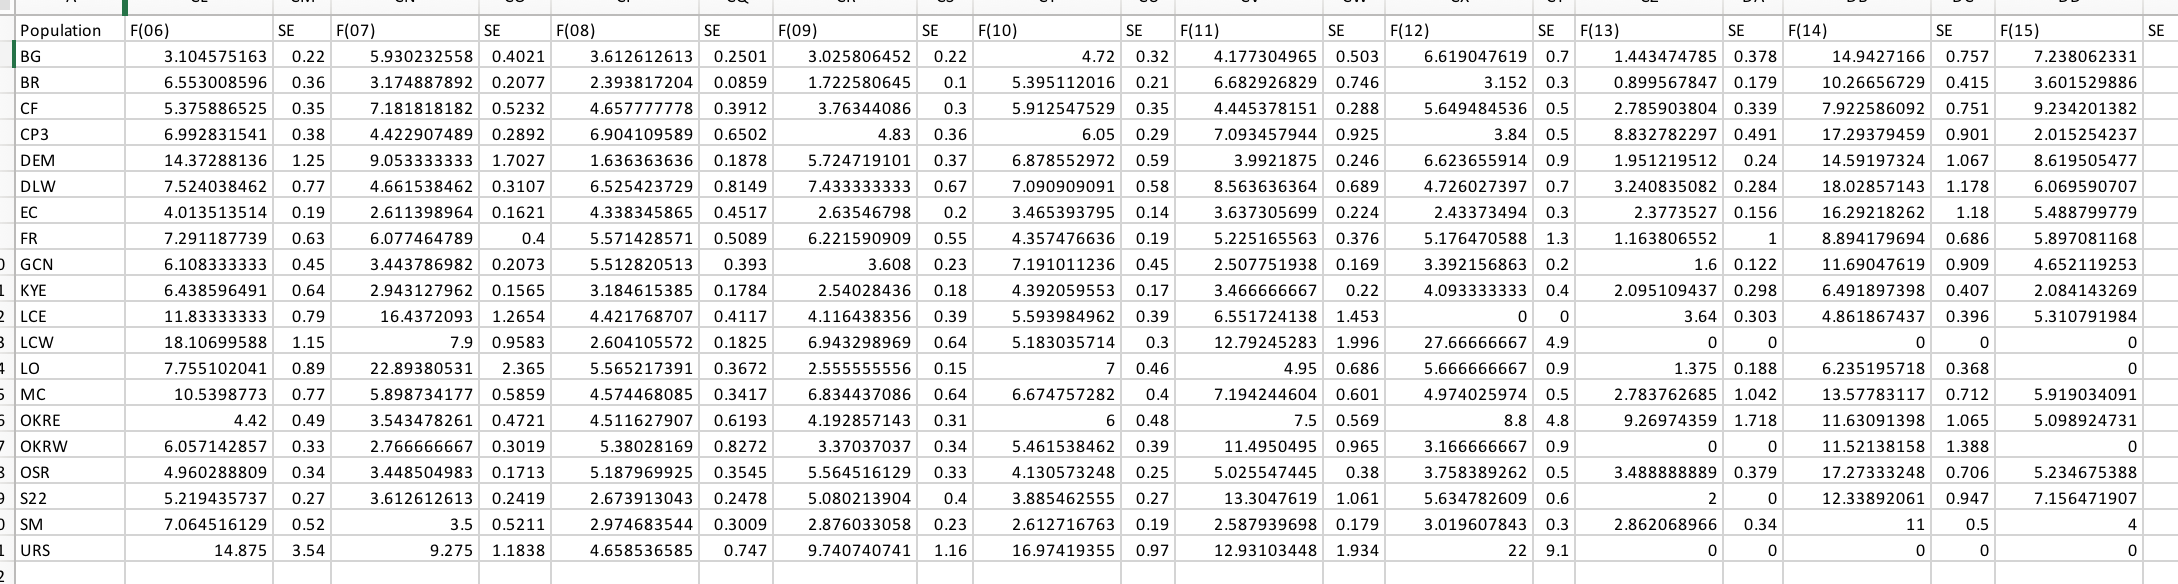 Population F(06) SE F(07) SE F(08) SE F(09) SE F(10) SE F(11) SE F(12) SE F(13) SE F(14) SE F(15) SE
BG 3.104575163 0.22 5.930232558 0.4021 3.612612613 0.2501 3.025806452 0.22 4.72 0.32 4.177304965 0.503 6.619047619 0.7 1.443474785 0.378 14.9427166 0.757 7.238062331
BR 6.553008596 0.36 3.174887892 0.2077 2.393817204 0.0859 1.722580645 0.1 5.395112016 0.21 6.682926829 0.746 3.152 0.3 0.899567847 0.179 10.26656729 0.415 3.601529886
CF 5.375886525 0.35 7.181818182 0.5232 4.657777778 0.3912 3.76344086 0.3 5.912547529 0.35 4.445378151 0.288 5.649484536 0.5 2.785903804 0.339 7.922586092 0.751 9.234201382
CP3 6.992831541 0.38 4.422907489 0.2892 6.904109589 0.6502 4.83 0.36 6.05 0.29 7.093457944 0.925 3.84 0.5 8.832782297 0.491 17.29379459 0.901 2.015254237
DEM 14.37288136 1.25 9.053333333 1.7027 1.636363636 0.1878 5.724719101 0.37 6.878552972 0.59 3.9921875 0.246 6.623655914 0.9 1.951219512 0.24 14.59197324 1.067 8.619505477
DLW 7.524038462 0.77 4.661538462 0.3107 6.525423729 0.8149 7.433333333 0.67 7.090909091 0.58 8.563636364 0.689 4.726027397 0.7 3.240835082 0.284 18.02857143 1.178 6.069590707
EC 4.013513514 0.19 2.611398964 0.1621 4.338345865 0.4517 2.63546798 0.2 3.465393795 0.14 3.637305699 0.224 2.43373494 0.3 2.3773527 0.156 16.29218262 1.18 5.488799779
FR 7.291187739 0.63 6.077464789 0.4 5.571428571 0.5089 6.221590909 0.55 4.357476636 0.19 5.225165563 0.376 5.176470588 1.3 1.163806552 1 8.894179694 0.686 5.897081168
GCN 6.108333333 0.45 3.443786982 0.2073 5.512820513 0.393 3.608 0.23 7.191011236 0.45 2.507751938 0.169 3.392156863 0.2 1.6 0.122 11.69047619 0.909 4.652119253
KYE 6.438596491 0.64 2.943127962 0.1565 3.184615385 0.1784 2.54028436 0.18 4.392059553 0.17 3.466666667 0.22 4.093333333 0.4 2.095109437 0.298 6.491897398 0.407 2.084143269
LCE 11.83333333 0.79 16.4372093 1.2654 4.421768707 0.4117 4.116438356 0.39 5.593984962 0.39 6.551724138 1.453 0 0 3.64 0.303 4.861867437 0.396 5.310791984
LCW 18.10699588 1.15 7.9 0.9583 2.604105572 0.1825 6.943298969 0.64 5.183035714 0.3 12.79245283 1.996 27.66666667 4.9 0 0 0 0 0
LO 7.755102041 0.89 22.89380531 2.365 5.565217391 0.3672 2.555555556 0.15 7 0.46 4.95 0.686 5.666666667 0.9 1.375 0.188 6.235195718 0.368 0
MC 10.5398773 0.77 5.898734177 0.5859 4.574468085 0.3417 6.834437086 0.64 6.674757282 0.4 7.194244604 0.601 4.974025974 0.5 2.783762685 1.042 13.57783117 0.712 5.919034091
OKRE 4.42 0.49 3.543478261 0.4721 4.511627907 0.6193 4.192857143 0.31 6 0.48 7.5 0.569 8.8 4.8 9.26974359 1.718 11.63091398 1.065 5.098924731
OKRW 6.057142857 0.33 2.766666667 0.3019 5.38028169 0.8272 3.37037037 0.34 5.461538462 0.39 11.4950495 0.965 3.166666667 0.9 0 0 11.52138158 1.388 0
OSR 4.960288809 0.34 3.448504983 0.1713 5.187969925 0.3545 5.564516129 0.33 4.130573248 0.25 5.025547445 0.38 3.758389262 0.5 3.488888889 0.379 17.27333248 0.706 5.234675388
S22 5.219435737 0.27 3.612612613 0.2419 2.673913043 0.2478 5.080213904 0.4 3.885462555 0.27 13.3047619 1.061 5.634782609 0.6 2 0 12.33892061 0.947 7.156471907
SM 7.064516129 0.52 3.5 0.5211 2.974683544 0.3009 2.876033058 0.23 2.612716763 0.19 2.587939698 0.179 3.019607843 0.3 2.862068966 0.34 11 0.5 4
URS 14.875 3.54 9.275 1.1838 4.658536585 0.747 9.740740741 1.16 16.97419355 0.97 12.93103448 1.934 22 9.1 0 0 0 0 0